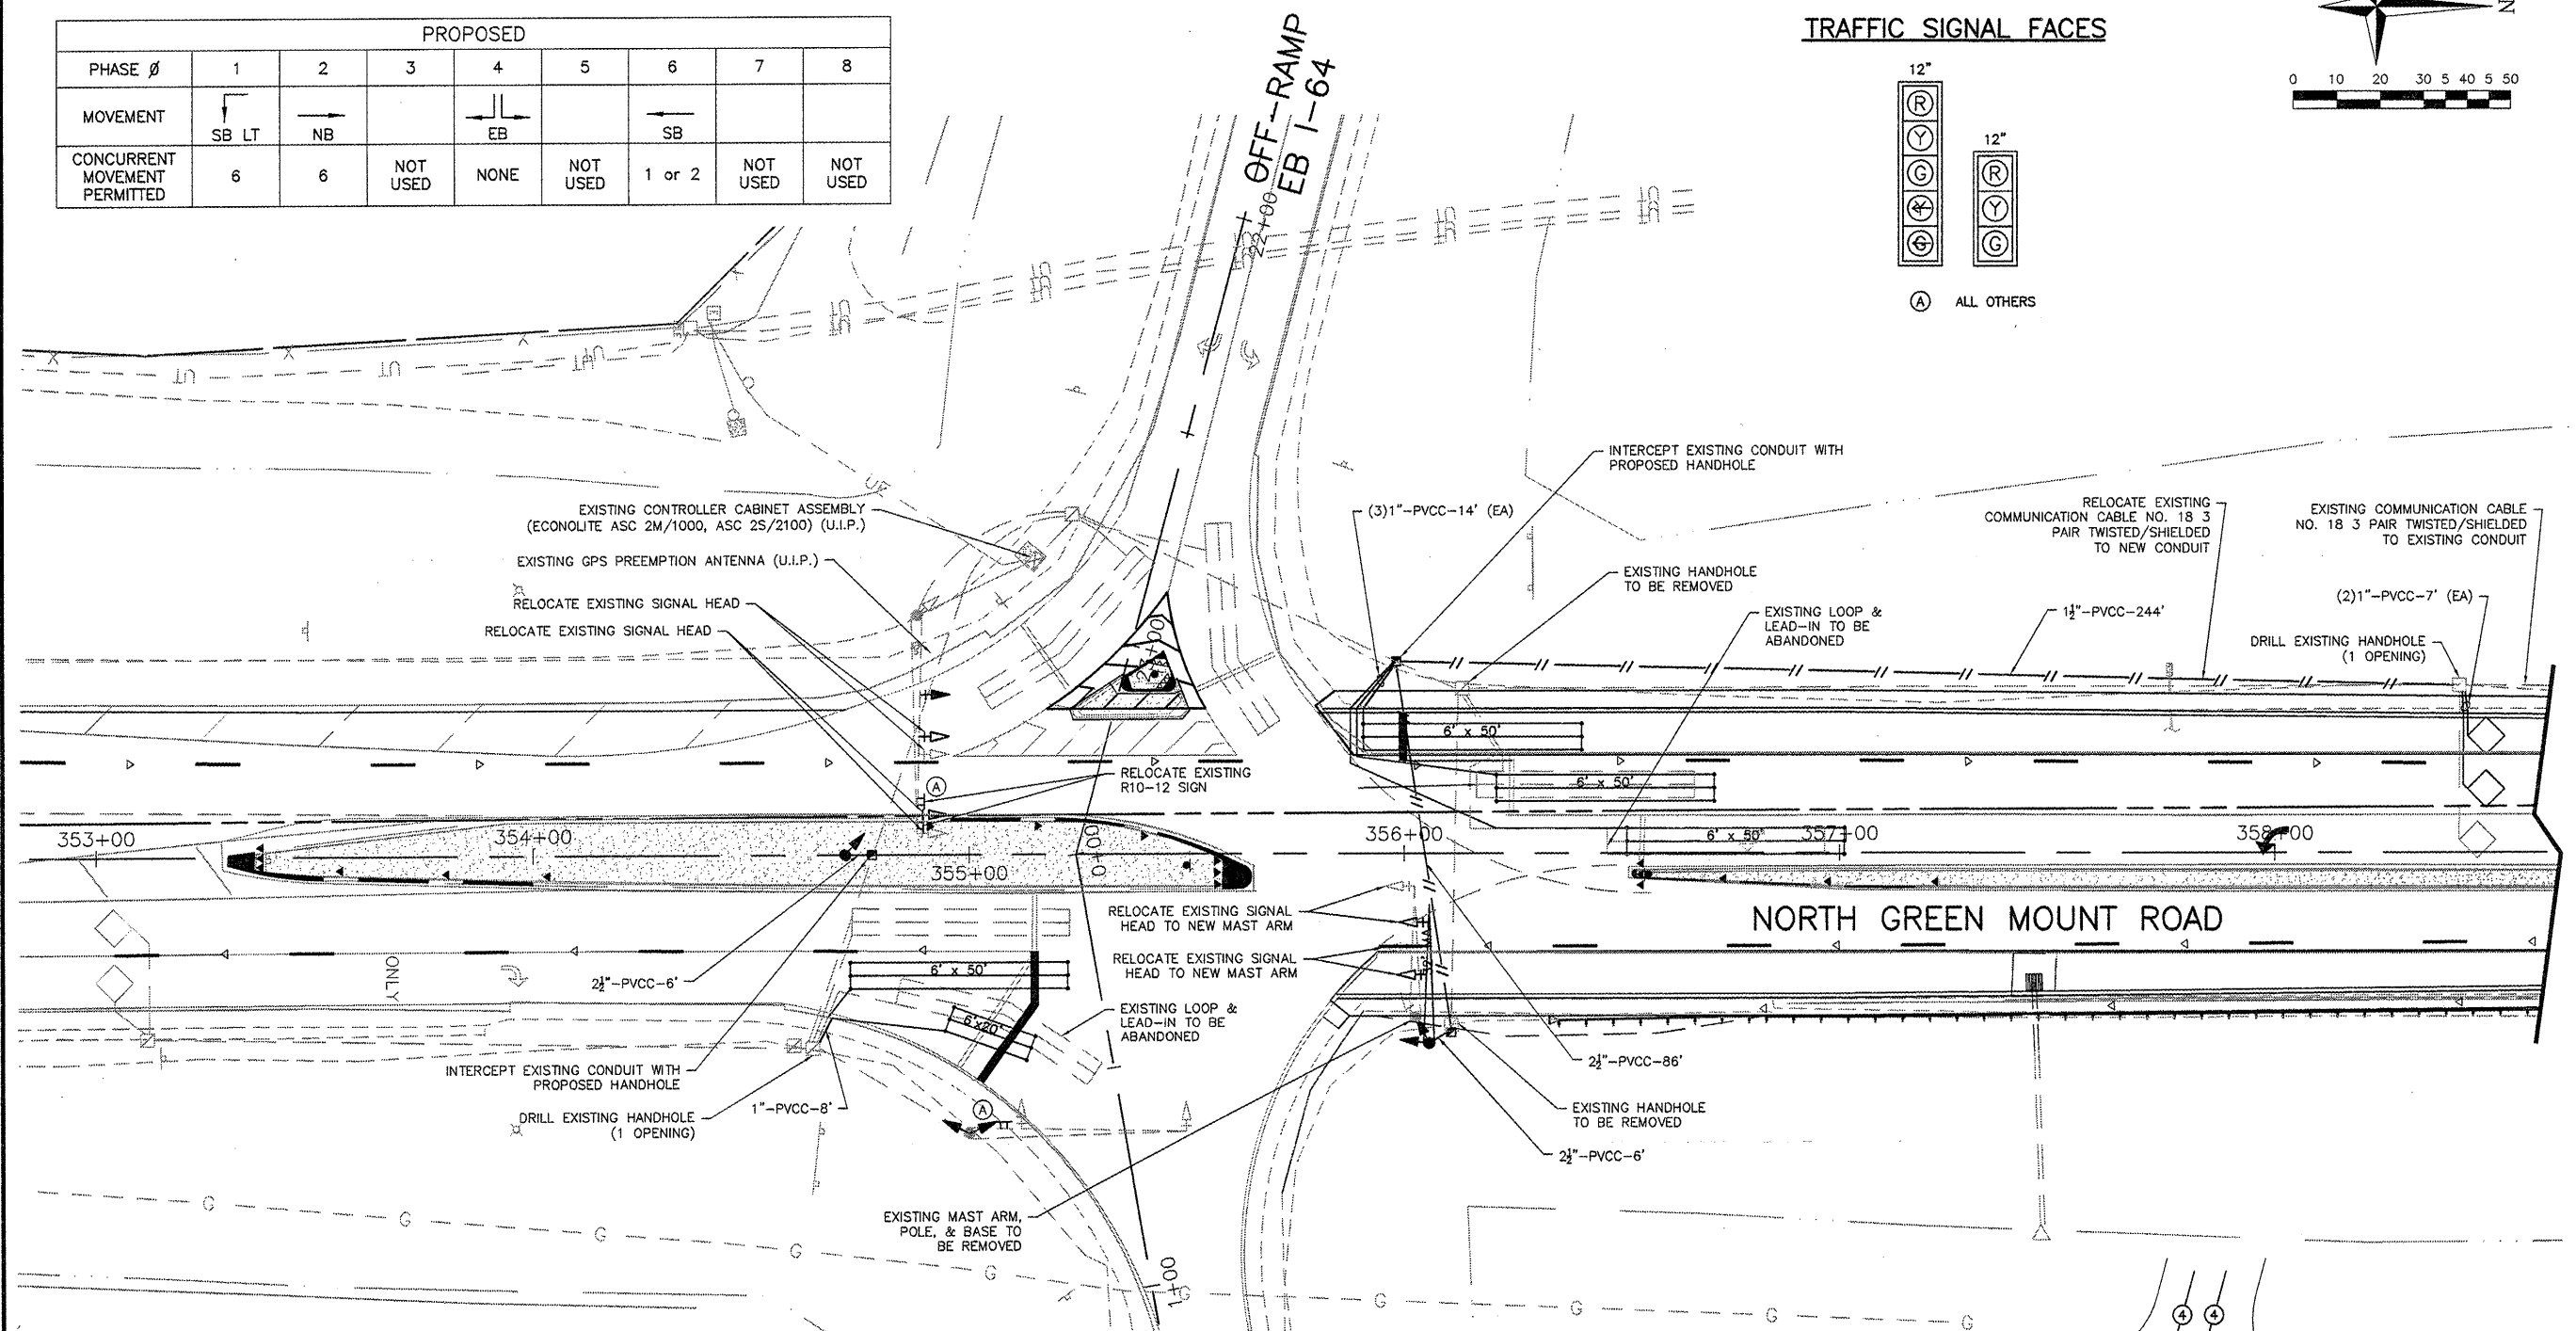 PROPOSED
PHASE Ø 1 2 3 4 5 6 7 8
MOVEMENT
SB LT NB EB SB
CONCURRENT
MOVEMENT
PERMITTED
6 6 NOT USED NONE NOT USED 1 or 2 NOT USED NOT USED
OFF-RAMP
EB I-64
22+00
TRAFFIC SIGNAL FACES
12"
R
Y
G
Y
G
12"
R
Y
G
A ALL OTHERS
N
0 10 20 30 5 40 5 50
UT
UT
INTERCEPT EXISTING CONDUIT WITH
PROPOSED HANDHOLE
EXISTING CONTROLLER CABINET ASSEMBLY
(ECONOLITE ASC 2M/1000, ASC 2S/2100) (U.I.P.)
(3)1"-PVCC-14' (EA)
RELOCATE EXISTING
COMMUNICATION CABLE NO. 18 3
PAIR TWISTED/SHIELDED
TO NEW CONDUIT
EXISTING COMMUNICATION CABLE
NO. 18 3 PAIR TWISTED/SHIELDED
TO EXISTING CONDUIT
EXISTING GPS PREEMPTION ANTENNA (U.I.P.)
EXISTING HANDHOLE
TO BE REMOVED
RELOCATE EXISTING SIGNAL HEAD
RELOCATE EXISTING SIGNAL HEAD
EXISTING LOOP &
LEAD-IN TO BE
ABANDONED
1½"-PVCC-244'
(2)1"-PVCC-7' (EA)
DRILL EXISTING HANDHOLE
(1 OPENING)
6' x 50'
6' x 50'
6' x 50'
RELOCATE EXISTING
R10-12 SIGN
A
353+00
354+00
355+00
356+00
357+00
358+00
NORTH GREEN MOUNT ROAD
RELOCATE EXISTING SIGNAL
HEAD TO NEW MAST ARM
RELOCATE EXISTING SIGNAL
HEAD TO NEW MAST ARM
ONLY
2½"-PVCC-6'
6' x 50'
6'x20'
EXISTING LOOP &
LEAD-IN TO BE
ABANDONED
INTERCEPT EXISTING CONDUIT WITH
PROPOSED HANDHOLE
2½"-PVCC-86'
DRILL EXISTING HANDHOLE
(1 OPENING)
1"-PVCC-8'
A
EXISTING HANDHOLE
TO BE REMOVED
2½"-PVCC-6'
EXISTING MAST ARM,
POLE, & BASE TO
BE REMOVED
1+00
G G G G G G G G G G
4 4